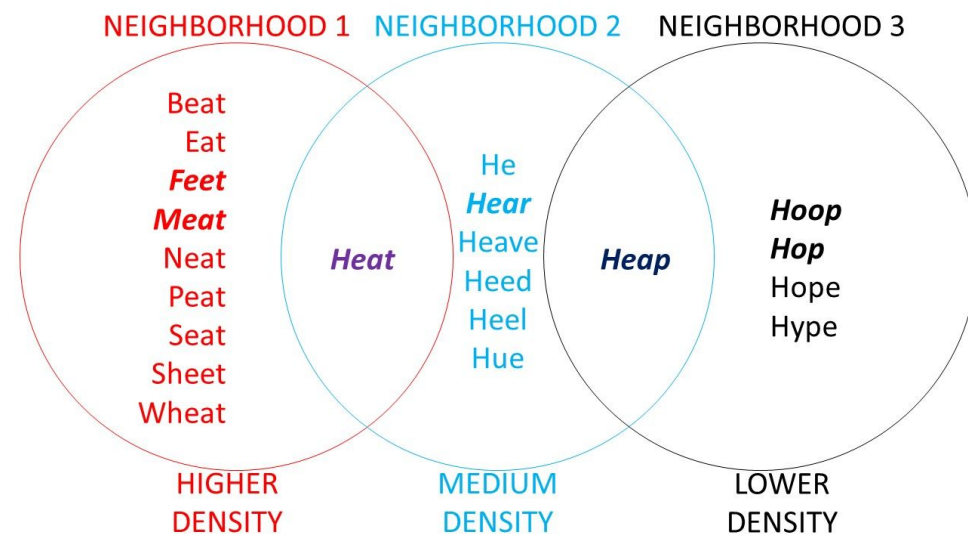 NEIGHBORHOOD 1
NEIGHBORHOOD 2
NEIGHBORHOOD 3
Beat
Eat
Feet
Meat
Neat
Peat
Seat
Sheet
Wheat
Heat
He
Hear
Heave
Heed
Heel
Hue
Heap
Hoop
Hop
Hope
Hype
HIGHER
DENSITY
MEDIUM
DENSITY
LOWER
DENSITY